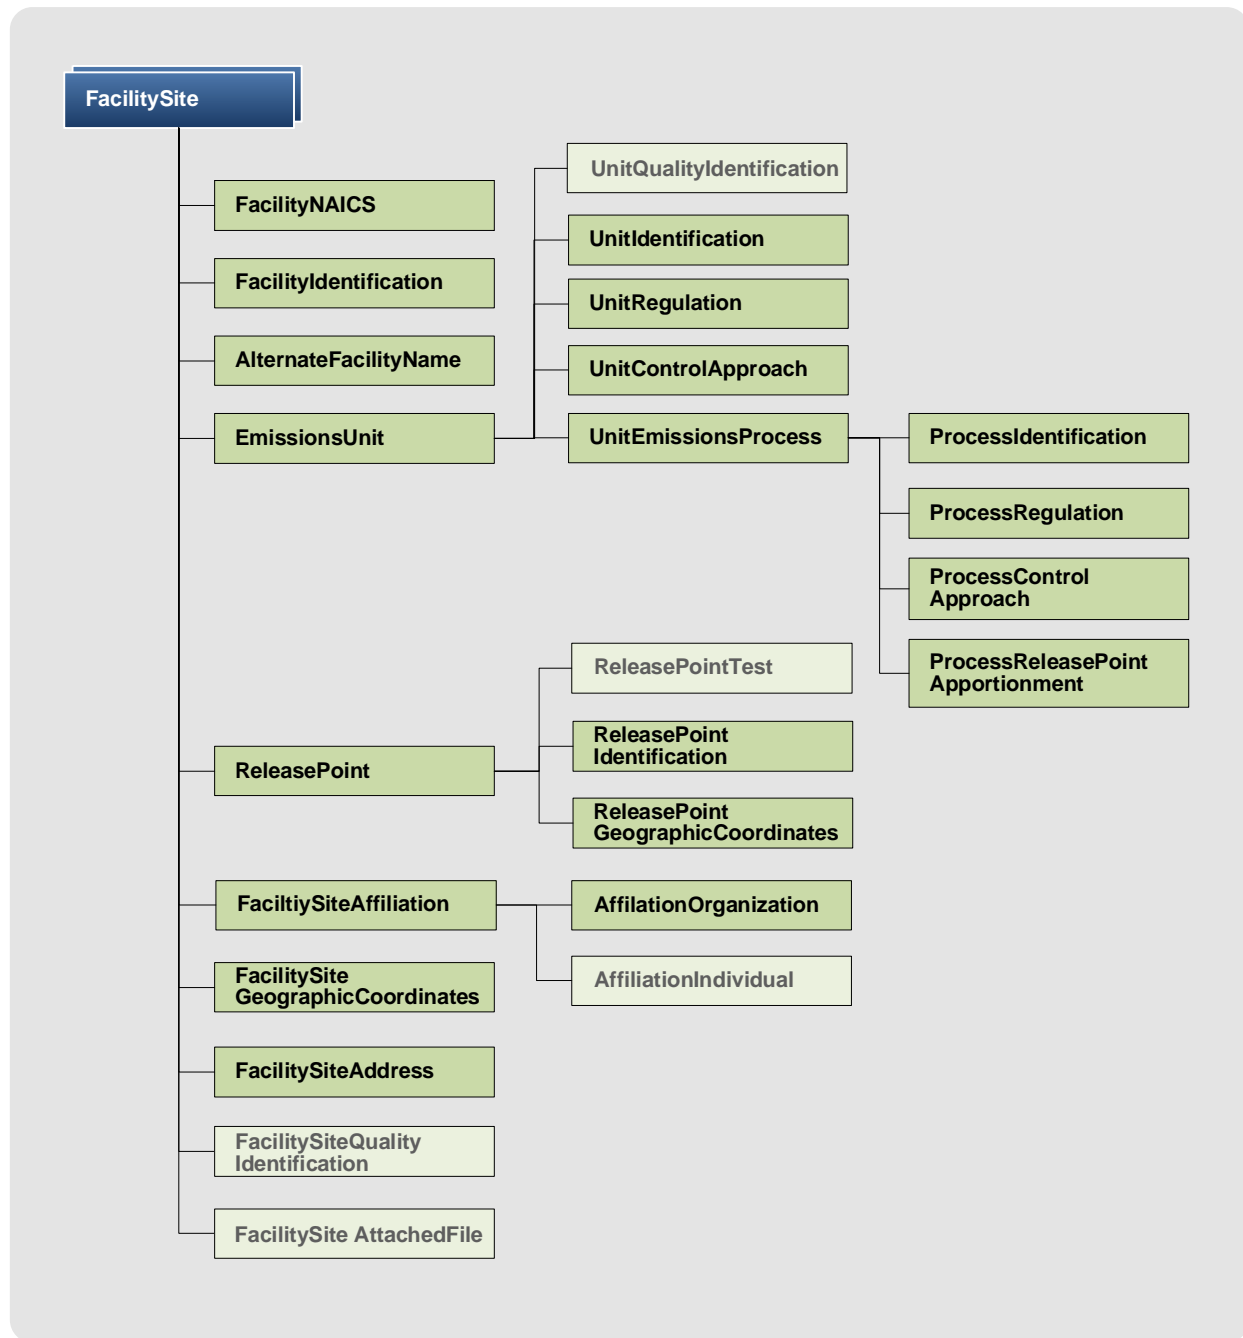 FacilitySite
FacilityNAICS
FacilityIdentification
AlternateFacilityName
EmissionsUnit
UnitQualityIdentification
UnitIdentification
UnitRegulation
UnitControlApproach
UnitEmissionsProcess
ProcessIdentification
ProcessRegulation
ProcessControl
Approach
ProcessReleasePoint
Apportionment
ReleasePoint
ReleasePointTest
ReleasePoint
Identification
ReleasePoint
GeographicCoordinates
FaciltiySiteAffiliation
AffilationOrganization
AffiliationIndividual
FacilitySite
GeographicCoordinates
FacilitySiteAddress
FacilitySiteQuality
Identification
FacilitySite AttachedFile